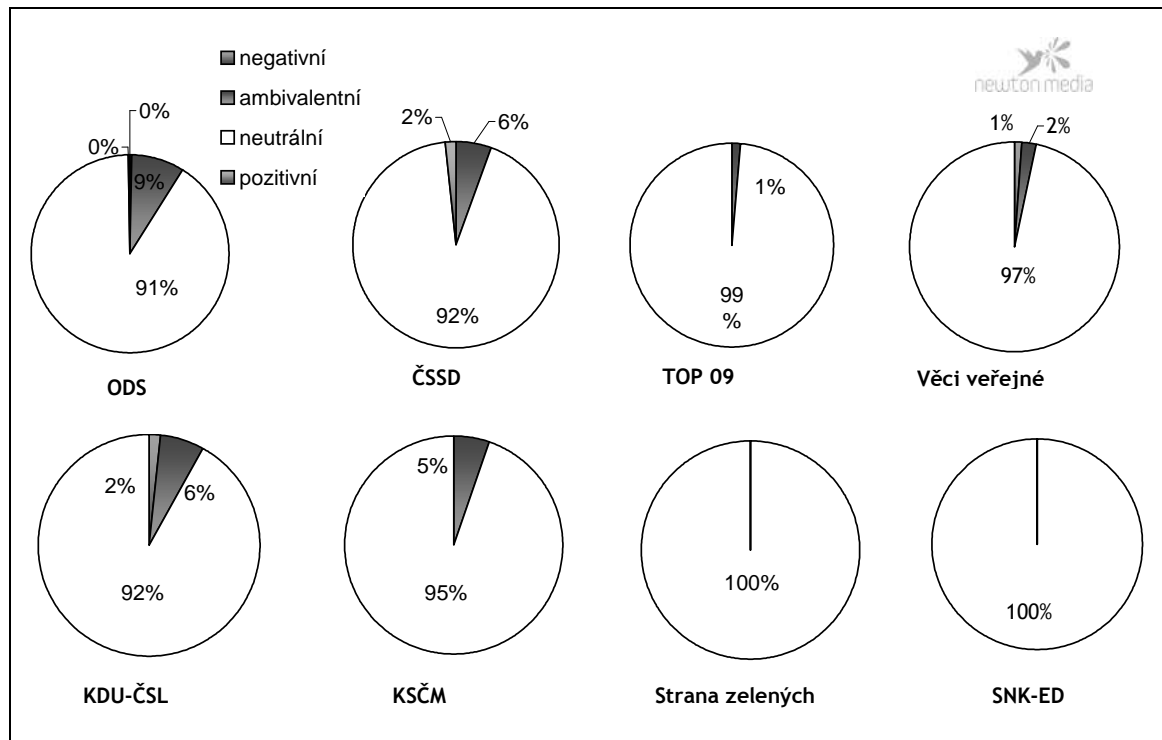 negativní
ambivalentní
neutrální
pozitivní
newton media
0%
0%
9%
91%
ODS
2%
6%
92%
ČSSD
1%
99
%
TOP 09
1%
2%
97%
Věci veřejné
2%
6%
92%
KDU-ČSL
5%
95%
KSČM
100%
Strana zelených
100%
SNK-ED